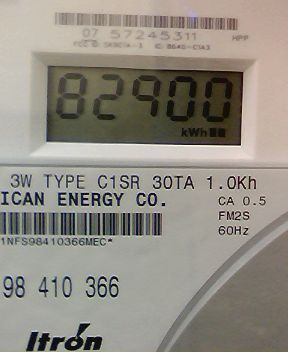 07 57245311
HPP
82900
kWh
3W TYPE C1SR 30TA 1.0Kh
ICAN ENERGY CO.
CA 0.5
FM2S
60Hz
1NFS98410366MEC*
98 410 366
Itron